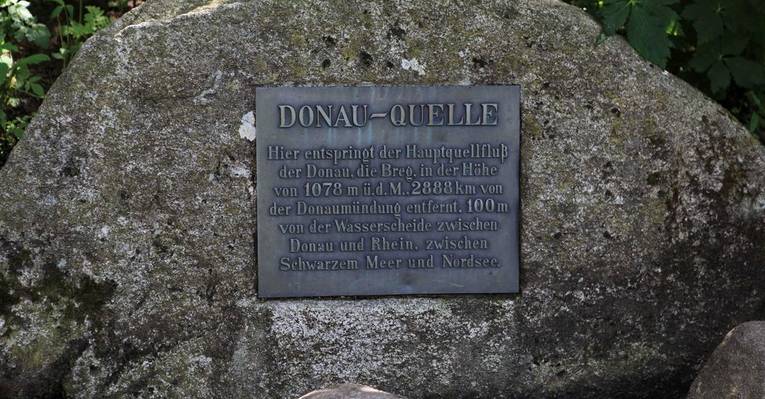 DONAU-QUELLE
Hier entspringt der Hauptquellfluß
der Donau, die Breg, in der Höhe
von 1078 m ü.d.M., 2888 km von
der Donaumündung entfernt, 100 m
von der Wasserscheide zwischen
Donau und Rhein, zwischen
Schwarzem Meer und Nordsee.